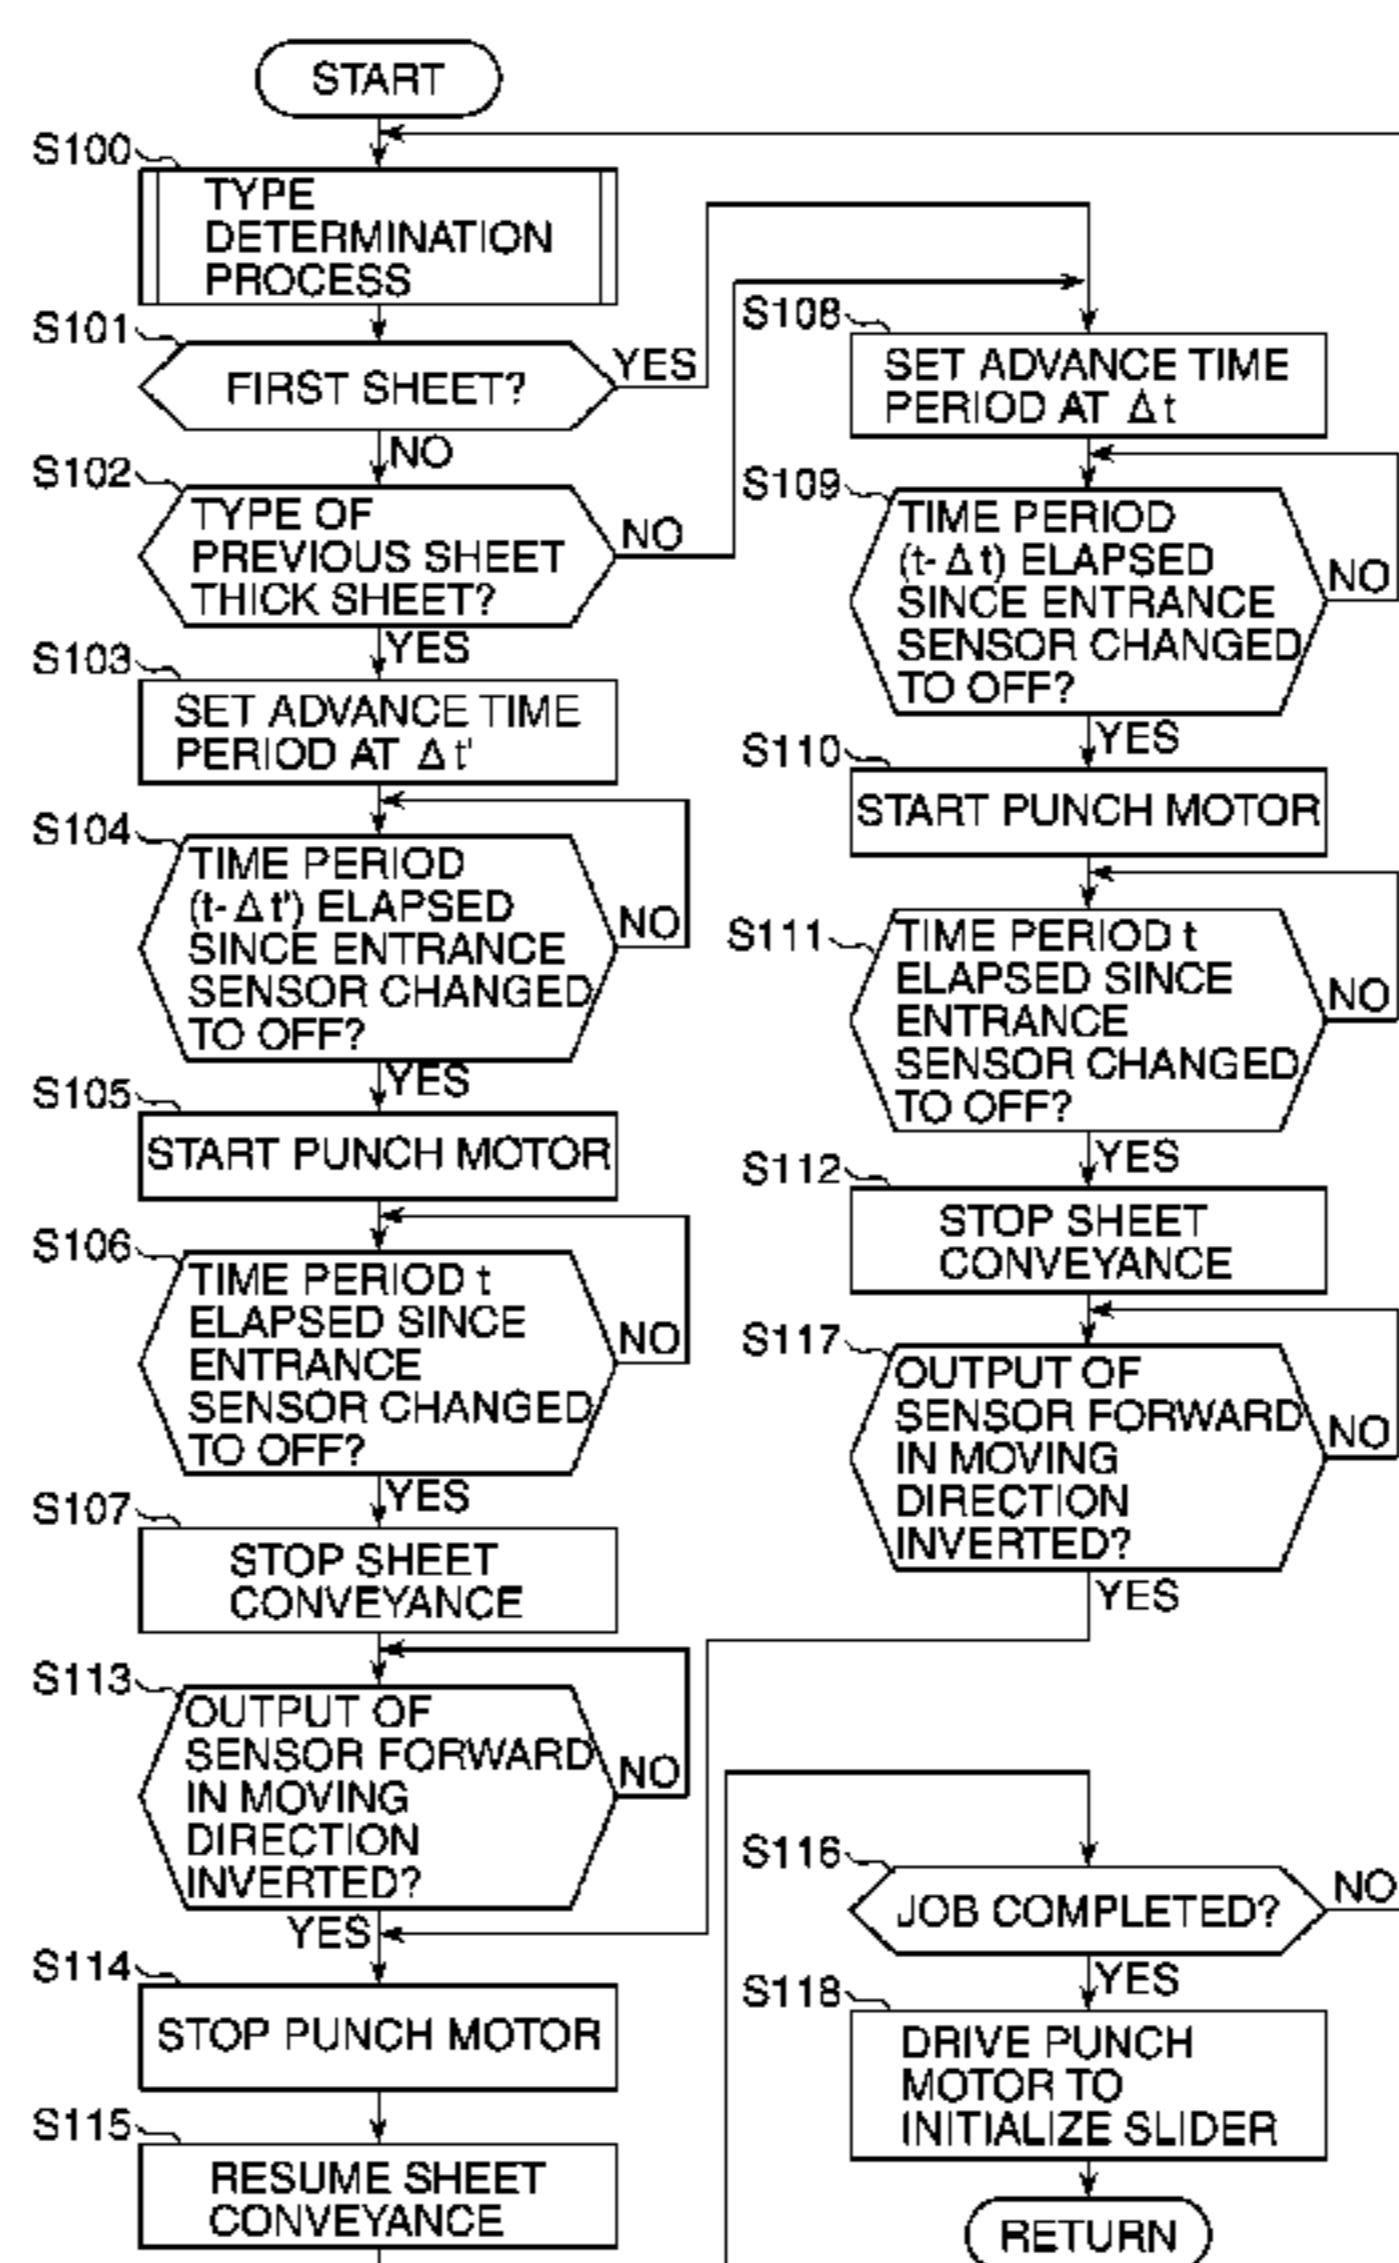 START
S100
TYPE
DETERMINATION
PROCESS
S101
FIRST SHEET?
YES
NO
S102
TYPE OF
PREVIOUS SHEET
THICK SHEET?
NO
YES
S103
SET ADVANCE TIME
PERIOD AT Δt'
S104
TIME PERIOD
(t-Δt') ELAPSED
SINCE ENTRANCE
SENSOR CHANGED
TO OFF?
NO
YES
S105
START PUNCH MOTOR
S106
TIME PERIOD t
ELAPSED SINCE
ENTRANCE
SENSOR CHANGED
TO OFF?
NO
YES
S107
STOP SHEET
CONVEYANCE
S113
OUTPUT OF
SENSOR FORWARD
IN MOVING
DIRECTION
INVERTED?
NO
YES
S114
STOP PUNCH MOTOR
S115
RESUME SHEET
CONVEYANCE
S108
SET ADVANCE TIME
PERIOD AT Δt
S109
TIME PERIOD
(t-Δt) ELAPSED
SINCE ENTRANCE
SENSOR CHANGED
TO OFF?
NO
YES
S110
START PUNCH MOTOR
S111
TIME PERIOD t
ELAPSED SINCE
ENTRANCE
SENSOR CHANGED
TO OFF?
NO
YES
S112
STOP SHEET
CONVEYANCE
S117
OUTPUT OF
SENSOR FORWARD
IN MOVING
DIRECTION
INVERTED?
NO
YES
S116
JOB COMPLETED?
NO
YES
S118
DRIVE PUNCH
MOTOR TO
INITIALIZE SLIDER
RETURN